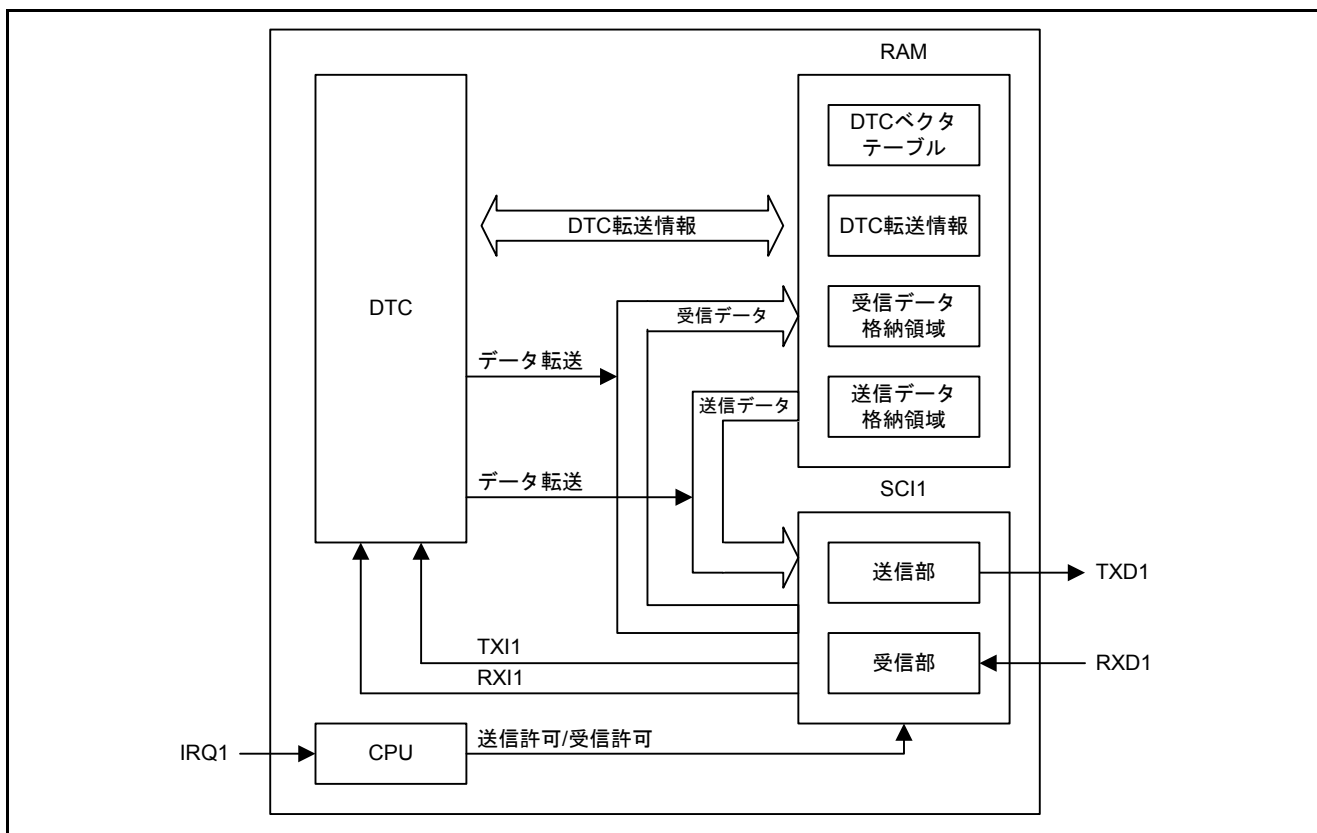 RAM
DTCベクタ
テーブル
DTC転送情報
DTC転送情報
DTC
受信データ
受信データ
格納領域
データ転送
送信データ
送信データ
格納領域
データ転送
SCI1
送信部
TXD1
TXI1
受信部
RXD1
RXI1
IRQ1
CPU
送信許可/受信許可